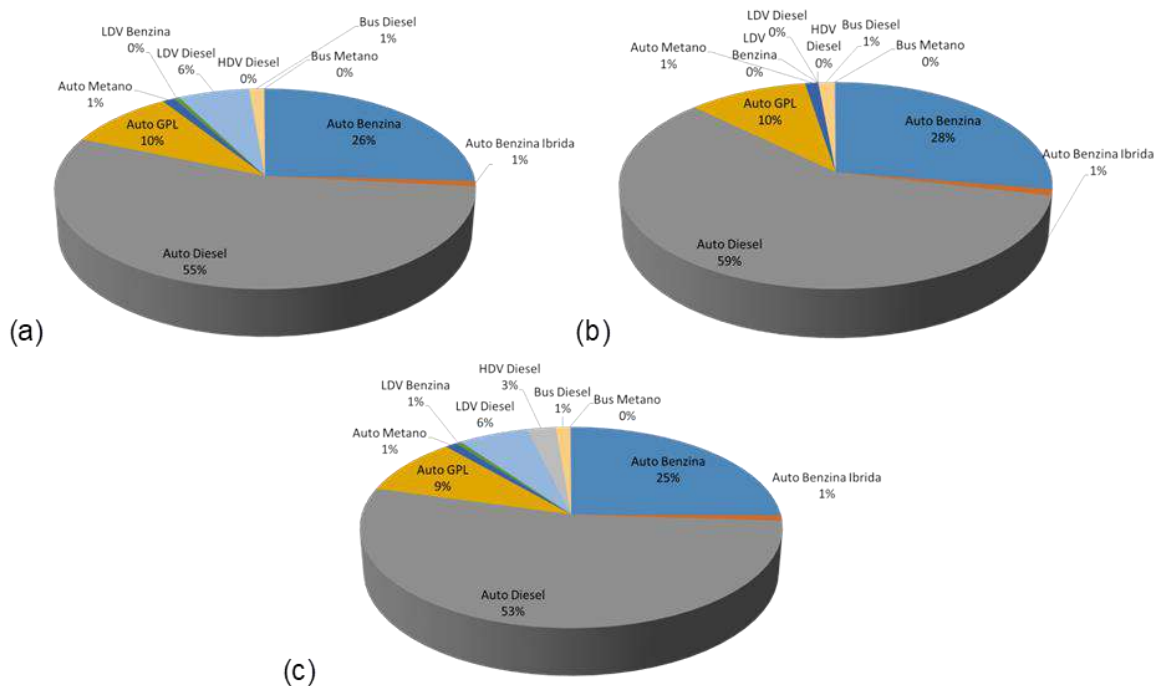 LDV Benzina
0%
LDV Diesel
6%
HDV Diesel
0%
Bus Diesel
1%
Bus Metano
0%
Auto Metano
1%
Auto GPL
10%
Auto Benzina
26%
Auto Benzina Ibrida
1%
Auto Diesel
55%
(a)
LDV Diesel
0%
LDV
Benzina
0%
HDV
Diesel
0%
Bus Diesel
1%
Bus Metano
0%
Auto Metano
1%
Auto GPL
10%
Auto Benzina
28%
Auto Benzina Ibrida
1%
Auto Diesel
59%
(b)
HDV Diesel
3%
LDV Benzina
1%
LDV Diesel
6%
Bus Diesel
1%
Bus Metano
0%
Auto Metano
1%
Auto GPL
9%
Auto Benzina
25%
Auto Benzina Ibrida
1%
Auto Diesel
53%
(c)